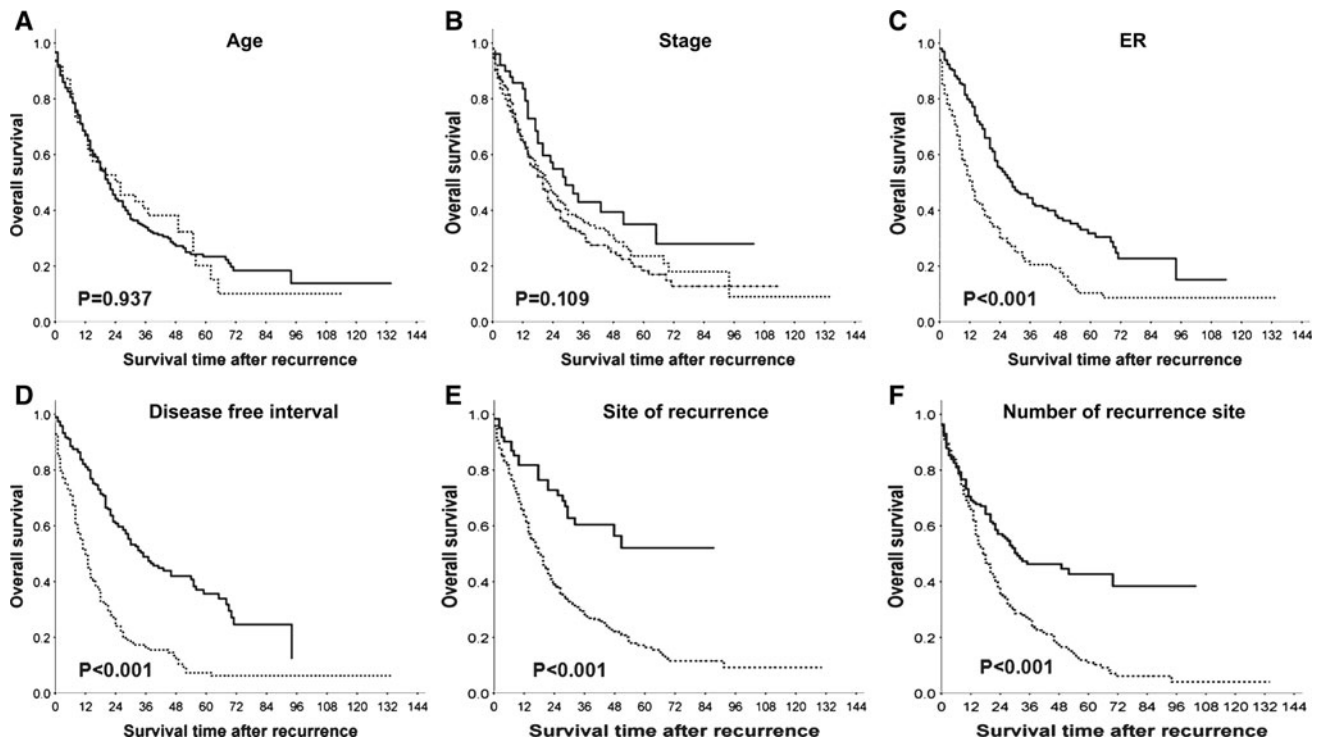 A
Age
Overall survival
1.0
0.8
0.6
0.4
0.2
0.0
P=0.937
0 12 24 36 48 60 72 84 96 108 120 132 144
Survival time after recurrence
B
Stage
Overall survival
1.0
0.8
0.6
0.4
0.2
0.0
P=0.109
0 12 24 36 48 60 72 84 96 108 120 132 144
Survival time after recurrence
C
ER
Overall survival
1.0
0.8
0.6
0.4
0.2
0.0
P<0.001
0 12 24 36 48 60 72 84 96 108 120 132 144
Survival time after recurrence
D
Disease free interval
Overall survival
1.0
0.8
0.6
0.4
0.2
0.0
P<0.001
0 12 24 36 48 60 72 84 96 108 120 132 144
Survival time after recurrence
E
Site of recurrence
Overall survival
1.0
0.8
0.6
0.4
0.2
0.0
P<0.001
0 12 24 36 48 60 72 84 96 108 120 132 144
Survival time after recurrence
F
Number of recurrence site
Overall survival
1.0
0.8
0.6
0.4
0.2
0.0
P<0.001
0 12 24 36 48 60 72 84 96 108 120 132 144
Survival time after recurrence